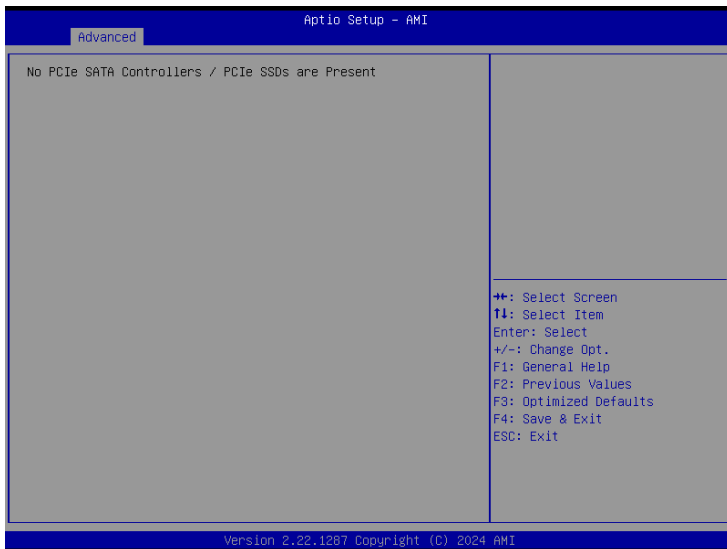 Aptio Setup - AMI
Advanced
No PCIe SATA Controllers / PCIe SSDs are Present
→←: Select Screen
↑↓: Select Item
Enter: Select
+/-: Change Opt.
F1: General Help
F2: Previous Values
F3: Optimized Defaults
F4: Save & Exit
ESC: Exit
Version 2.22.1287 Copyright (C) 2024 AMI